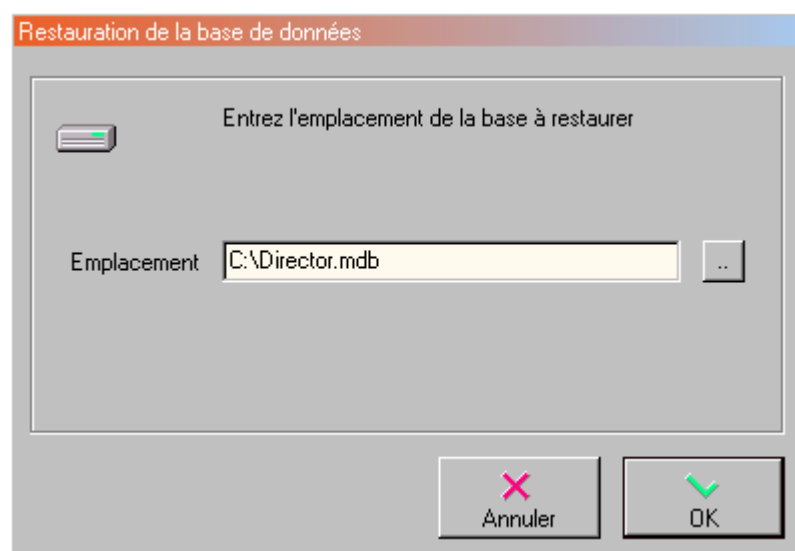 Restauration de la base de données
Entrez l'emplacement de la base à restaurer
Emplacement
C:\Director.mdb
..
Annuler
OK